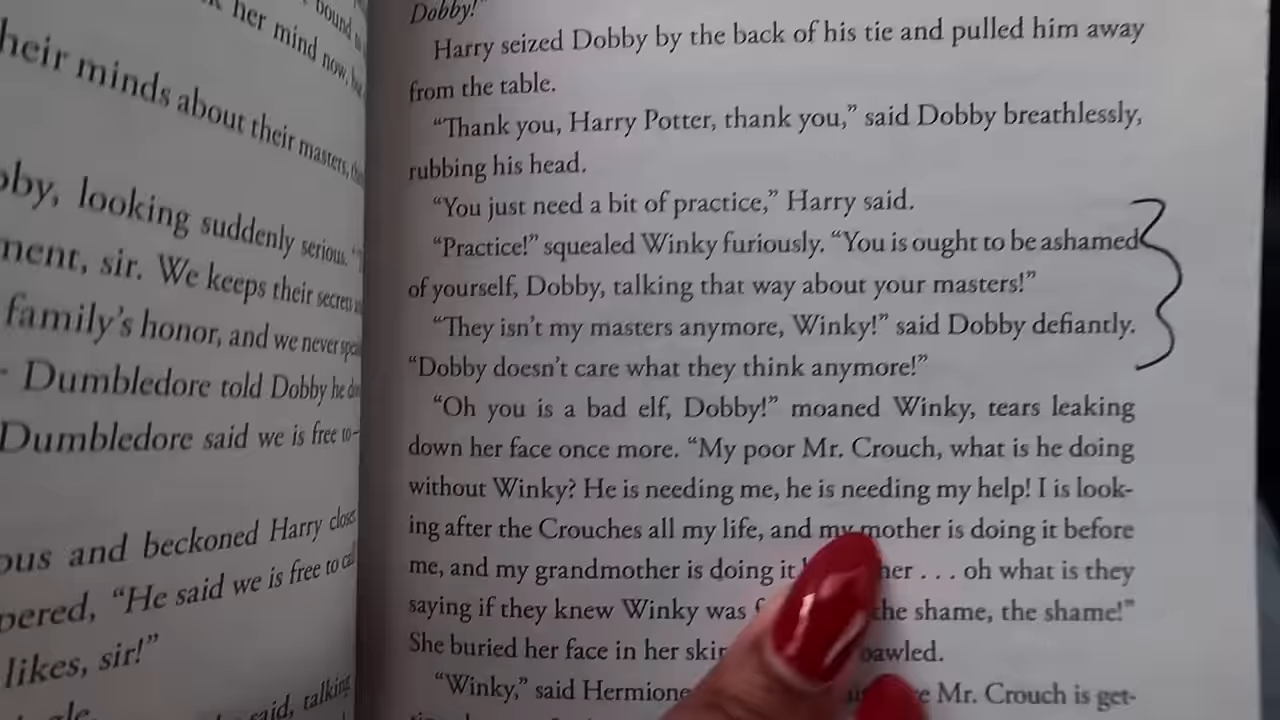 bound
her mind now,
heir minds about their masters,
looking suddenly serious.
sir. We keeps their secrets
family's honor, and we never
Dumbledore told Dobby he
Dumbledore said we is free to–
and beckoned Harry
"He said we is free to
likes, sir!"
said, talking
Dobby!"
Harry seized Dobby by the back of his tie and pulled him away
from the table.
"Thank you, Harry Potter, thank you," said Dobby breathlessly,
rubbing his head.
"You just need a bit of practice," Harry said.
"Practice!" squealed Winky furiously. "You is ought to be ashamed
of yourself, Dobby, talking that way about your masters!"
"They isn't my masters anymore, Winky!" said Dobby defiantly.
"Dobby doesn't care what they think anymore!"
"Oh you is a bad elf, Dobby!" moaned Winky, tears leaking
down her face once more. "My poor Mr. Crouch, what is he doing
without Winky? He is needing me, he is needing my help! I is look-
ing after the Crouches all my life, and my mother is doing it before
me, and my grandmother is doing it her . . . oh what is they
saying if they knew Winky was the shame, the shame!"
She buried her face in her bawled.
"Winky," said Hermione Mr. Crouch is get-